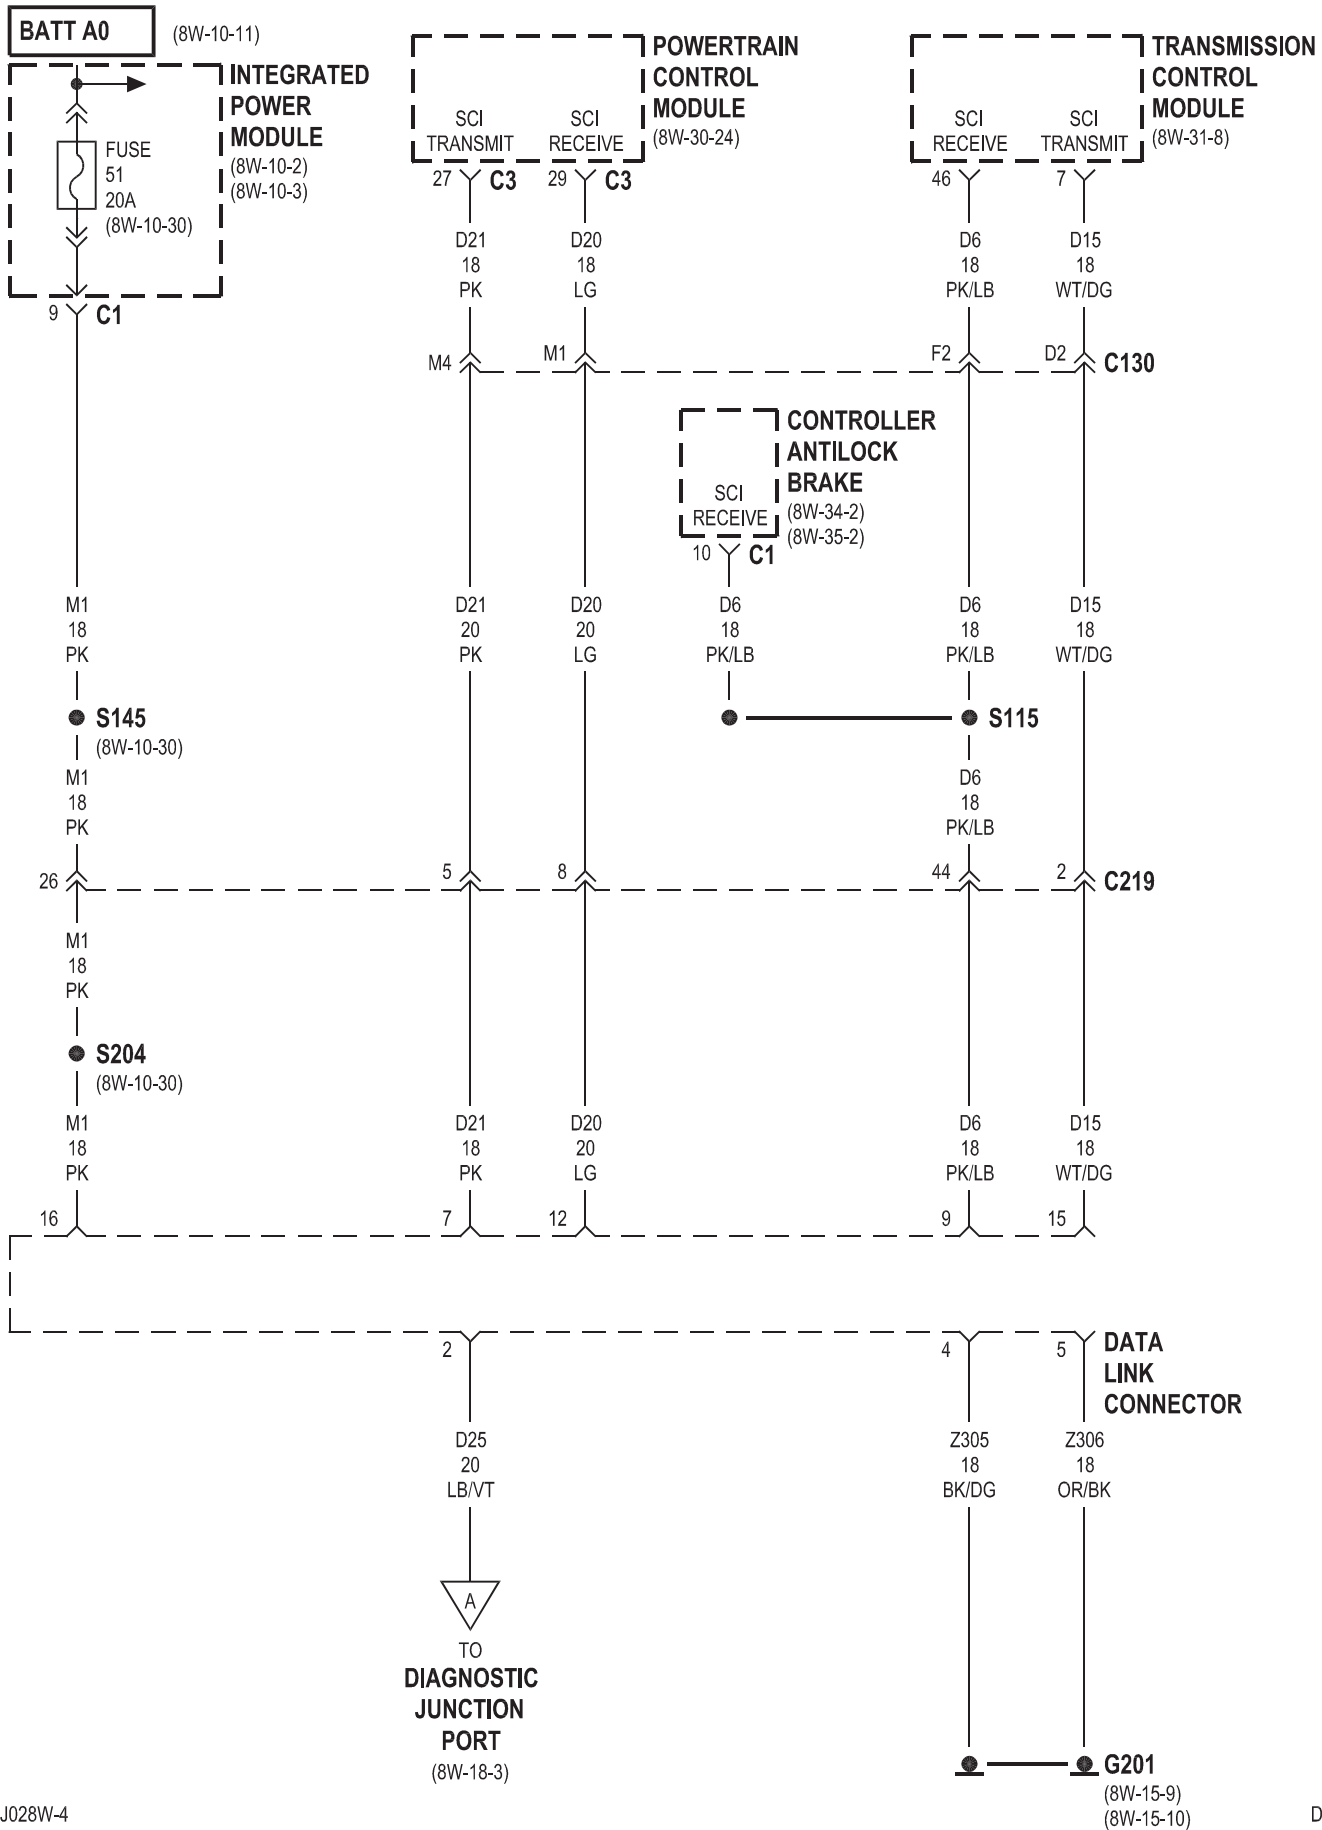 BATT A0
(8W-10-11)
INTEGRATED
POWER
MODULE
(8W-10-2)
(8W-10-3)
FUSE
51
20A
(8W-10-30)
9
C1
POWERTRAIN
CONTROL
MODULE
(8W-30-24)
SCI
TRANSMIT
SCI
RECEIVE
27
C3
29
C3
TRANSMISSION
CONTROL
MODULE
(8W-31-8)
SCI
RECEIVE
SCI
TRANSMIT
46
7
D21
18
PK
D20
18
LG
D6
18
PK/LB
D15
18
WT/DG
M4
M1
F2
D2
C130
CONTROLLER
ANTILOCK
BRAKE
(8W-34-2)
(8W-35-2)
SCI
RECEIVE
10
C1
M1
18
PK
D21
20
PK
D20
20
LG
D6
18
PK/LB
D6
18
PK/LB
D15
18
WT/DG
S145
(8W-10-30)
S115
M1
18
PK
D6
18
PK/LB
26
5
8
44
2
C219
M1
18
PK
S204
(8W-10-30)
M1
18
PK
D21
18
PK
D20
20
LG
D6
18
PK/LB
D15
18
WT/DG
16
7
12
9
15
2
4
5
DATA
LINK
CONNECTOR
D25
20
LB/VT
Z305
18
BK/DG
Z306
18
OR/BK
A
TO
DIAGNOSTIC
JUNCTION
PORT
(8W-18-3)
G201
(8W-15-9)
(8W-15-10)
J028W-4
D